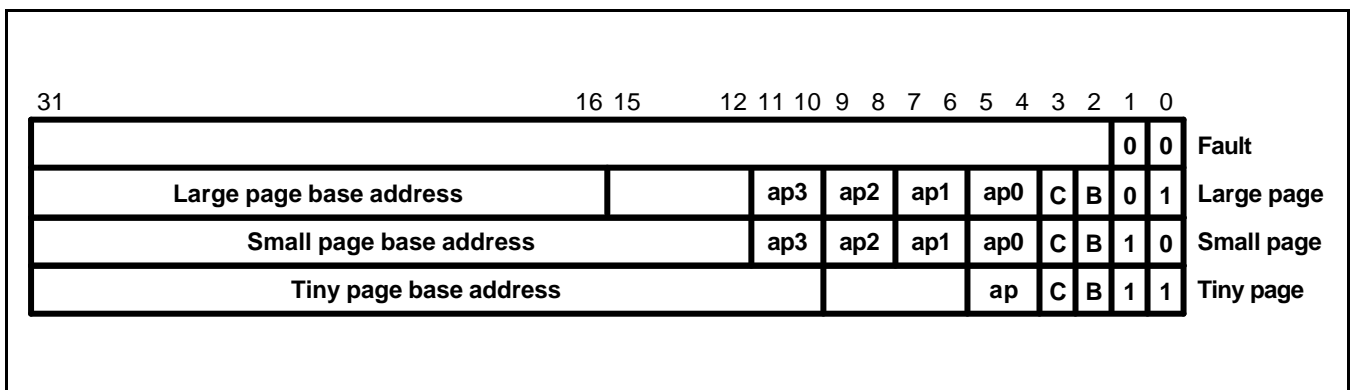 31 16 15 12 11 10 9 8 7 6 5 4 3 2 1 0
0 0 Fault
Large page base address ap3 ap2 ap1 ap0 C B 0 1 Large page
Small page base address ap3 ap2 ap1 ap0 C B 1 0 Small page
Tiny page base address ap C B 1 1 Tiny page